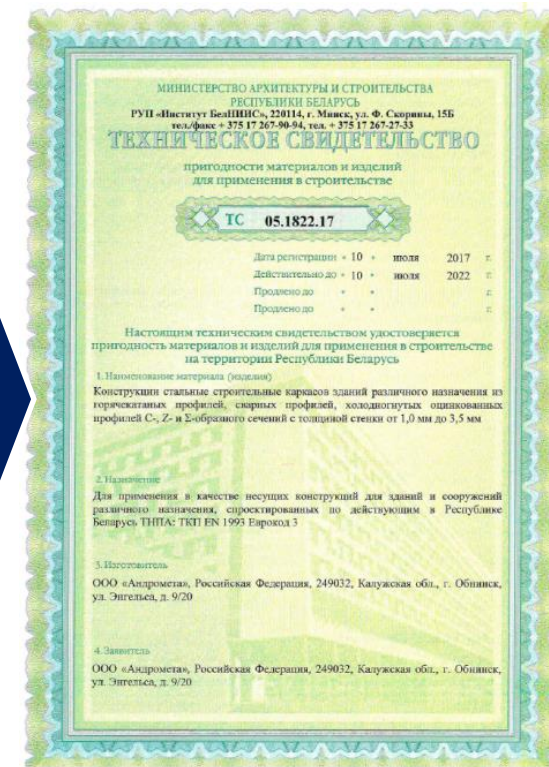 МИНИСТЕРСТВО АРХИТЕКТУРЫ И СТРОИТЕЛЬСТВА
РЕСПУБЛИКИ БЕЛАРУСЬ
РУП «Институт БелНИИС», 220114, г. Минск, ул. Ф. Скорины, 15Б
тел./факс + 375 17 267-90-94, тел. + 375 17 267-27-33
ТЕХНИЧЕСКОЕ СВИДЕТЕЛЬСТВО
пригодности материалов и изделий
для применения в строительстве
ТС 05.1822.17
Дата регистрации « 10 » июля 2017 г.
Действительно до « 10 » июля 2022 г.
Продлено до « » г.
Продлено до « » г.
Настоящим техническим свидетельством удостоверяется
пригодность материалов и изделий для применения в строительстве
на территории Республики Беларусь
1. Наименование материала (изделия)
Конструкции стальные строительные каркасов зданий различного назначения из
горячекатаных профилей, сварных профилей, холодногнутых оцинкованных
профилей С-, Z- и Σ-образного сечений с толщиной стенки от 1,0 мм до 3,5 мм
2. Назначение
Для применения в качестве несущих конструкций для зданий и сооружений
различного назначения, спроектированных по действующим в Республике
Беларусь ТНПА: ТКП EN 1993 Еврокод 3
3. Изготовитель
ООО «Андромета», Российская Федерация, 249032, Калужская обл., г. Обнинск,
ул. Энгельса, д. 9/20
4. Заявитель
ООО «Андромета», Российская Федерация, 249032, Калужская обл., г. Обнинск,
ул. Энгельса, д. 9/20